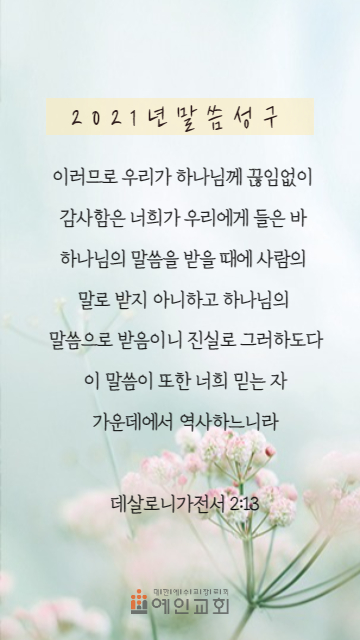 2021년말씀성구
이러므로 우리가 하나님께 끊임없이
감사함은 너희가 우리에게 들은 바
하나님의 말씀을 받을 때에 사람의
말로 받지 아니하고 하나님의
말씀으로 받음이니 진실로 그러하도다
이 말씀이 또한 너희 믿는 자
가운데에서 역사하느니라
데살로니가전서 2:13
예인교회